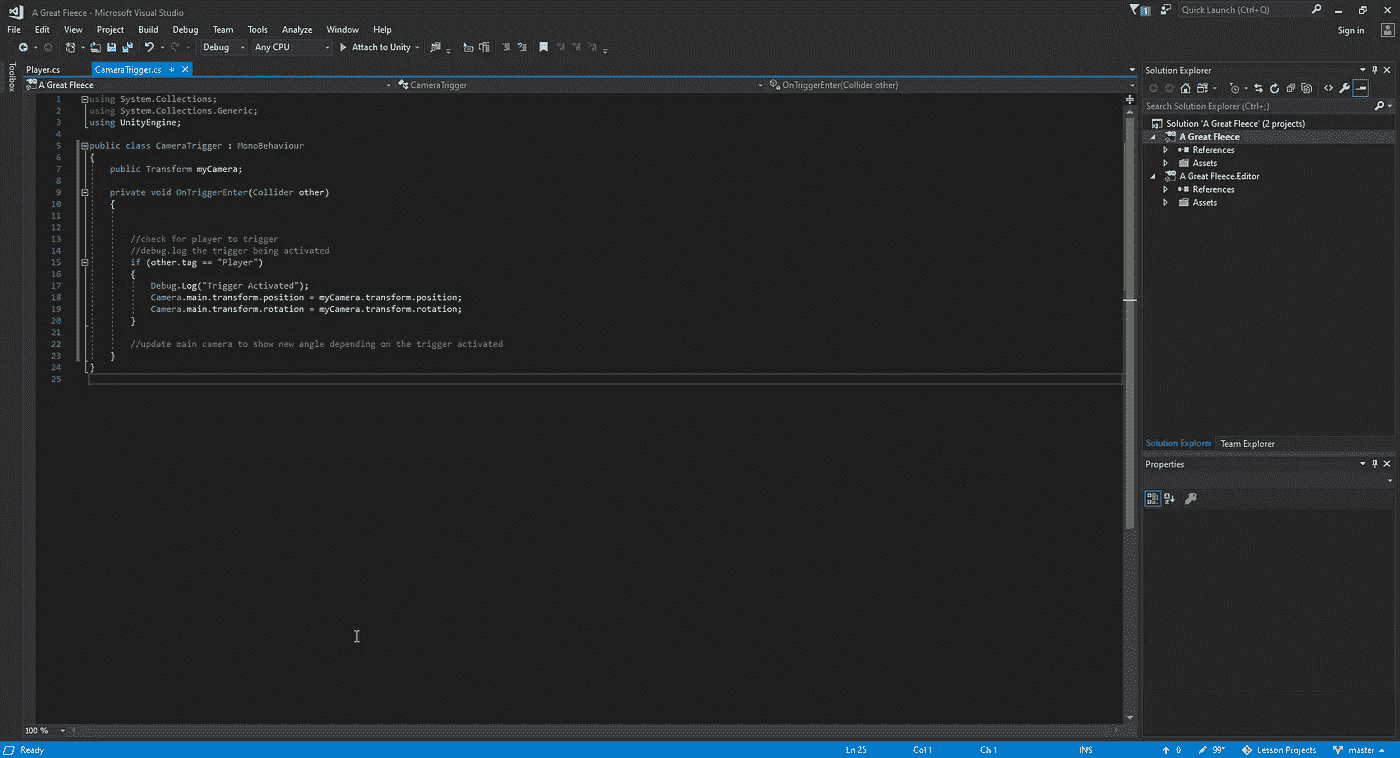 A Great Fleece - Microsoft Visual Studio
Quick Launch (Ctrl+Q)
File Edit View Project Build Debug Team Tools Analyze Window Help
Sign in
Debug Any CPU Attach to Unity
Toolbox
Player.cs CameraTrigger.cs
A Great Fleece CameraTrigger OnTriggerEnter(Collider other)
1 using System.Collections;
2 using System.Collections.Generic;
3 using UnityEngine;
4
5 public class CameraTrigger : MonoBehaviour
6 {
7 public Transform myCamera;
8
9 private void OnTriggerEnter(Collider other)
10 {
11
12
13 //check for player to trigger
14 //debug.log the trigger being activated
15 if (other.tag == "Player")
16 {
17 Debug.Log("Trigger Activated");
18 Camera.main.transform.position = myCamera.transform.position;
19 Camera.main.transform.rotation = myCamera.transform.rotation;
20 }
21
22 //update main camera to show new angle depending on the trigger activated
23 }
24 }
25
100 %
Solution Explorer
Search Solution Explorer (Ctrl+;)
Solution 'A Great Fleece' (2 projects)
A Great Fleece
References
Assets
A Great Fleece.Editor
References
Assets
Solution Explorer Team Explorer
Properties
Ready Ln 25 Col 1 Ch 1 INS 0 99* Lesson Projects master